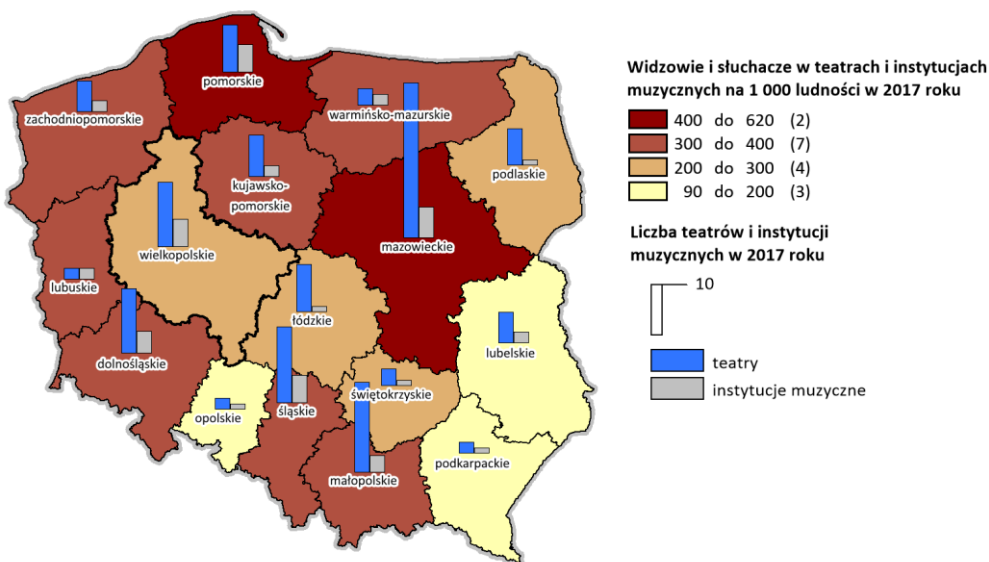 pomorskie
zachodniopomorskie
warmińsko-mazurskie
podlaskie
kujawsko-
pomorskie
mazowieckie
wielkopolskie
lubuskie
łódzkie
lubelskie
dolnośląskie
świętokrzyskie
śląskie
opolskie
podkarpackie
małopolskie
Widzowie i słuchacze w teatrach i instytucjach
muzycznych na 1 000 ludności w 2017 roku
400 do 620 (2)
300 do 400 (7)
200 do 300 (4)
90 do 200 (3)
Liczba teatrów i instytucji
muzycznych w 2017 roku
10
teatry
instytucje muzyczne